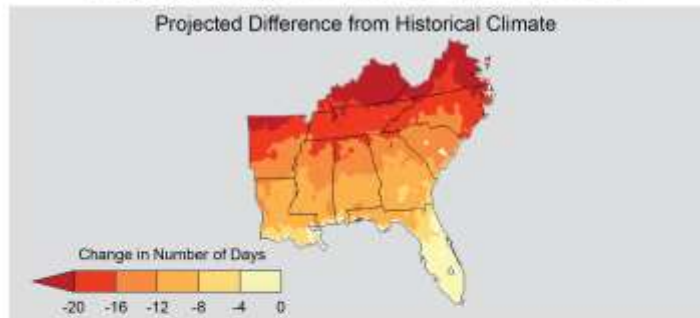 Projected Difference from Historical Climate
Change in Number of Days
-20 -16 -12 -8 -4 0